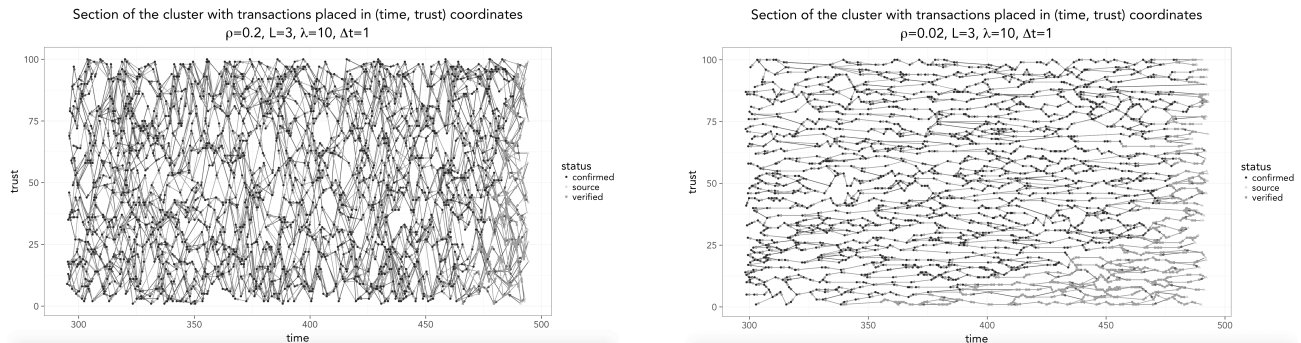 Section of the cluster with transactions placed in (time, trust) coordinates
ρ=0.2, L=3, λ=10, Δt=1
100
75
50
25
0
trust
300
350
400
450
500
time
status
confirmed
source
verified
Section of the cluster with transactions placed in (time, trust) coordinates
ρ=0.02, L=3, λ=10, Δt=1
100
75
50
25
0
trust
300
350
400
450
500
time
status
confirmed
source
verified